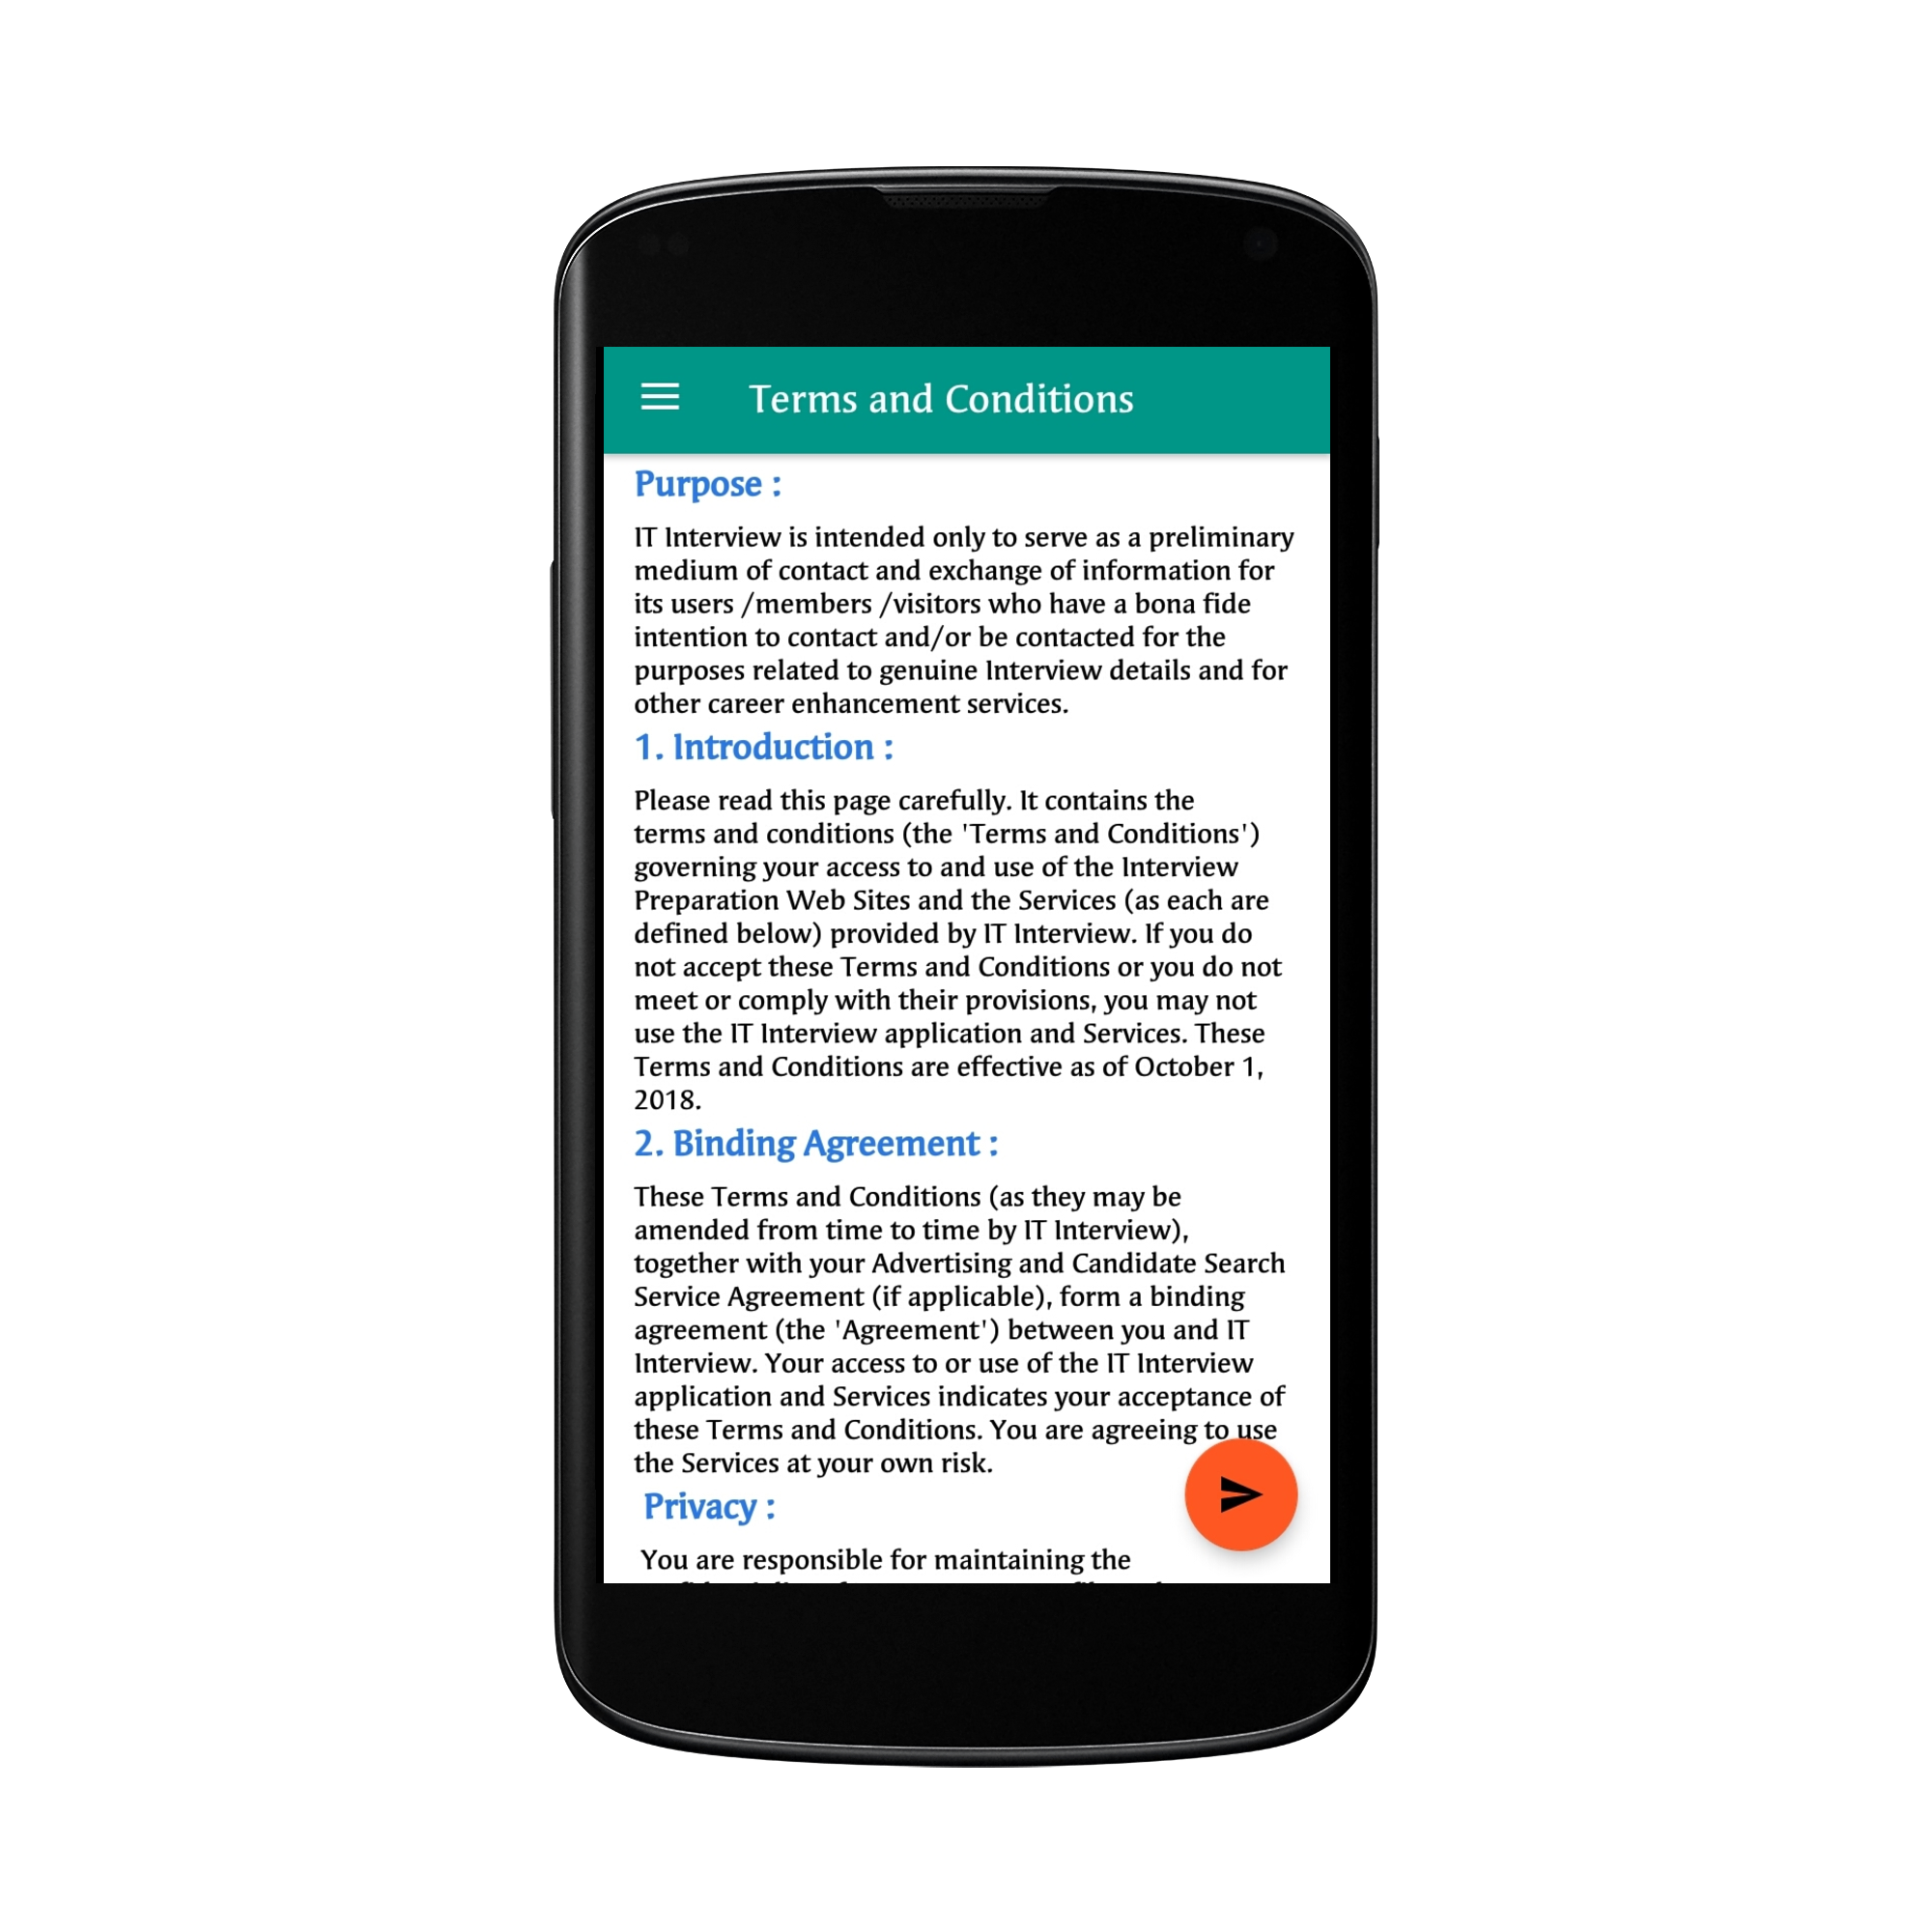 Terms and Conditions
Purpose :
IT Interview is intended only to serve as a preliminary
medium of contact and exchange of information for
its users /members /visitors who have a bona fide
intention to contact and/or be contacted for the
purposes related to genuine Interview details and for
other career enhancement services.
1. Introduction :
Please read this page carefully. It contains the
terms and conditions (the 'Terms and Conditions')
governing your access to and use of the Interview
Preparation Web Sites and the Services (as each are
defined below) provided by IT Interview. If you do
not accept these Terms and Conditions or you do not
meet or comply with their provisions, you may not
use the IT Interview application and Services. These
Terms and Conditions are effective as of October 1,
2018.
2. Binding Agreement :
These Terms and Conditions (as they may be
amended from time to time by IT Interview),
together with your Advertising and Candidate Search
Service Agreement (if applicable), form a binding
agreement (the 'Agreement') between you and IT
Interview. Your access to or use of the IT Interview
application and Services indicates your acceptance of
these Terms and Conditions. You are agreeing to use
the Services at your own risk.
Privacy :
You are responsible for maintaining the